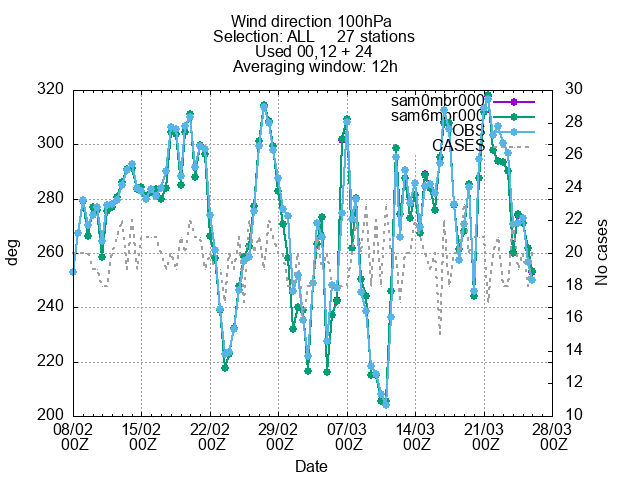 Wind direction 100hPa
Selection: ALL 27 stations
Used 00,12 + 24
Averaging window: 12h
sam0mbr000
sam6mbr000
OBS
CASES
320
300
280
260
240
220
200
deg
30
28
26
24
22
20
18
16
14
12
10
No cases
08/02 15/02 22/02 29/02 07/03 14/03 21/03 28/03
00Z 00Z 00Z 00Z 00Z 00Z 00Z 00Z
Date